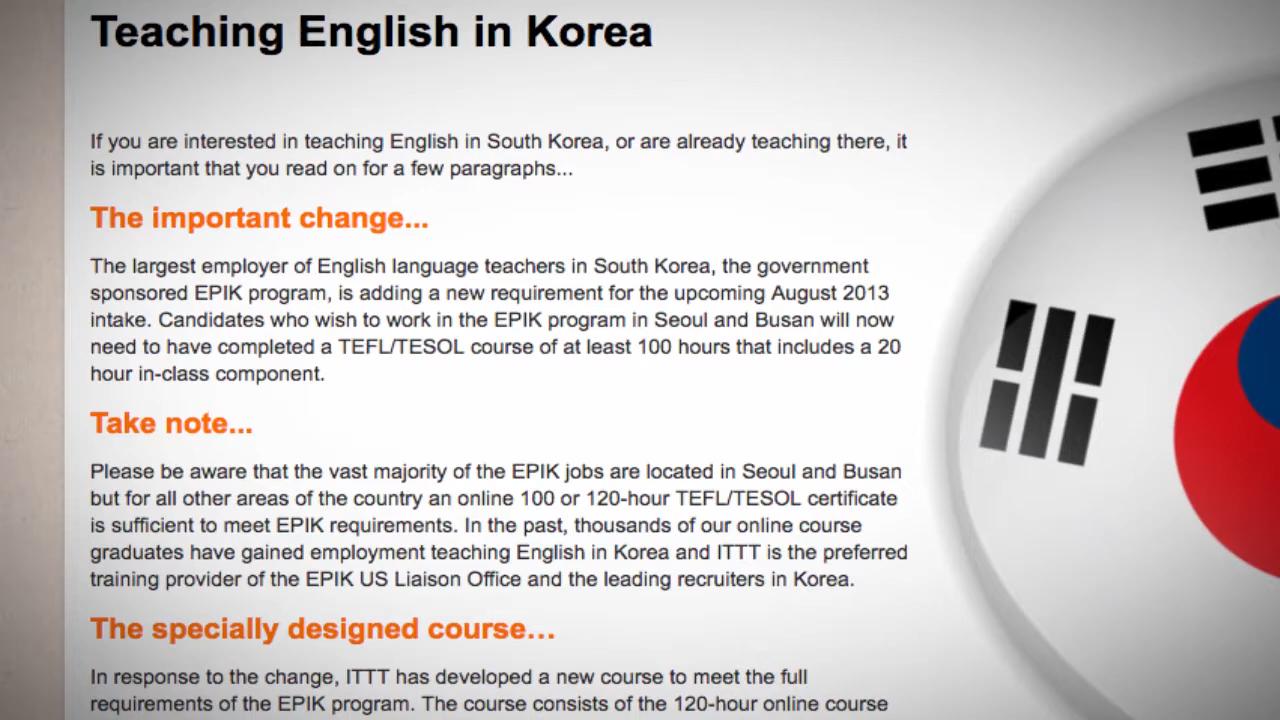 Teaching English in Korea
If you are interested in teaching English in South Korea, or are already teaching there, it
is important that you read on for a few paragraphs...
The important change...
The largest employer of English language teachers in South Korea, the government
sponsored EPIK program, is adding a new requirement for the upcoming August 2013
intake. Candidates who wish to work in the EPIK program in Seoul and Busan will now
need to have completed a TEFL/TESOL course of at least 100 hours that includes a 20
hour in-class component.
Take note...
Please be aware that the vast majority of the EPIK jobs are located in Seoul and Busan
but for all other areas of the country an online 100 or 120-hour TEFL/TESOL certificate
is sufficient to meet EPIK requirements. In the past, thousands of our online course
graduates have gained employment teaching English in Korea and ITTT is the preferred
training provider of the EPIK US Liaison Office and the leading recruiters in Korea.
The specially designed course...
In response to the change, ITTT has developed a new course to meet the full
requirements of the EPIK program. The course consists of the 120-hour online course